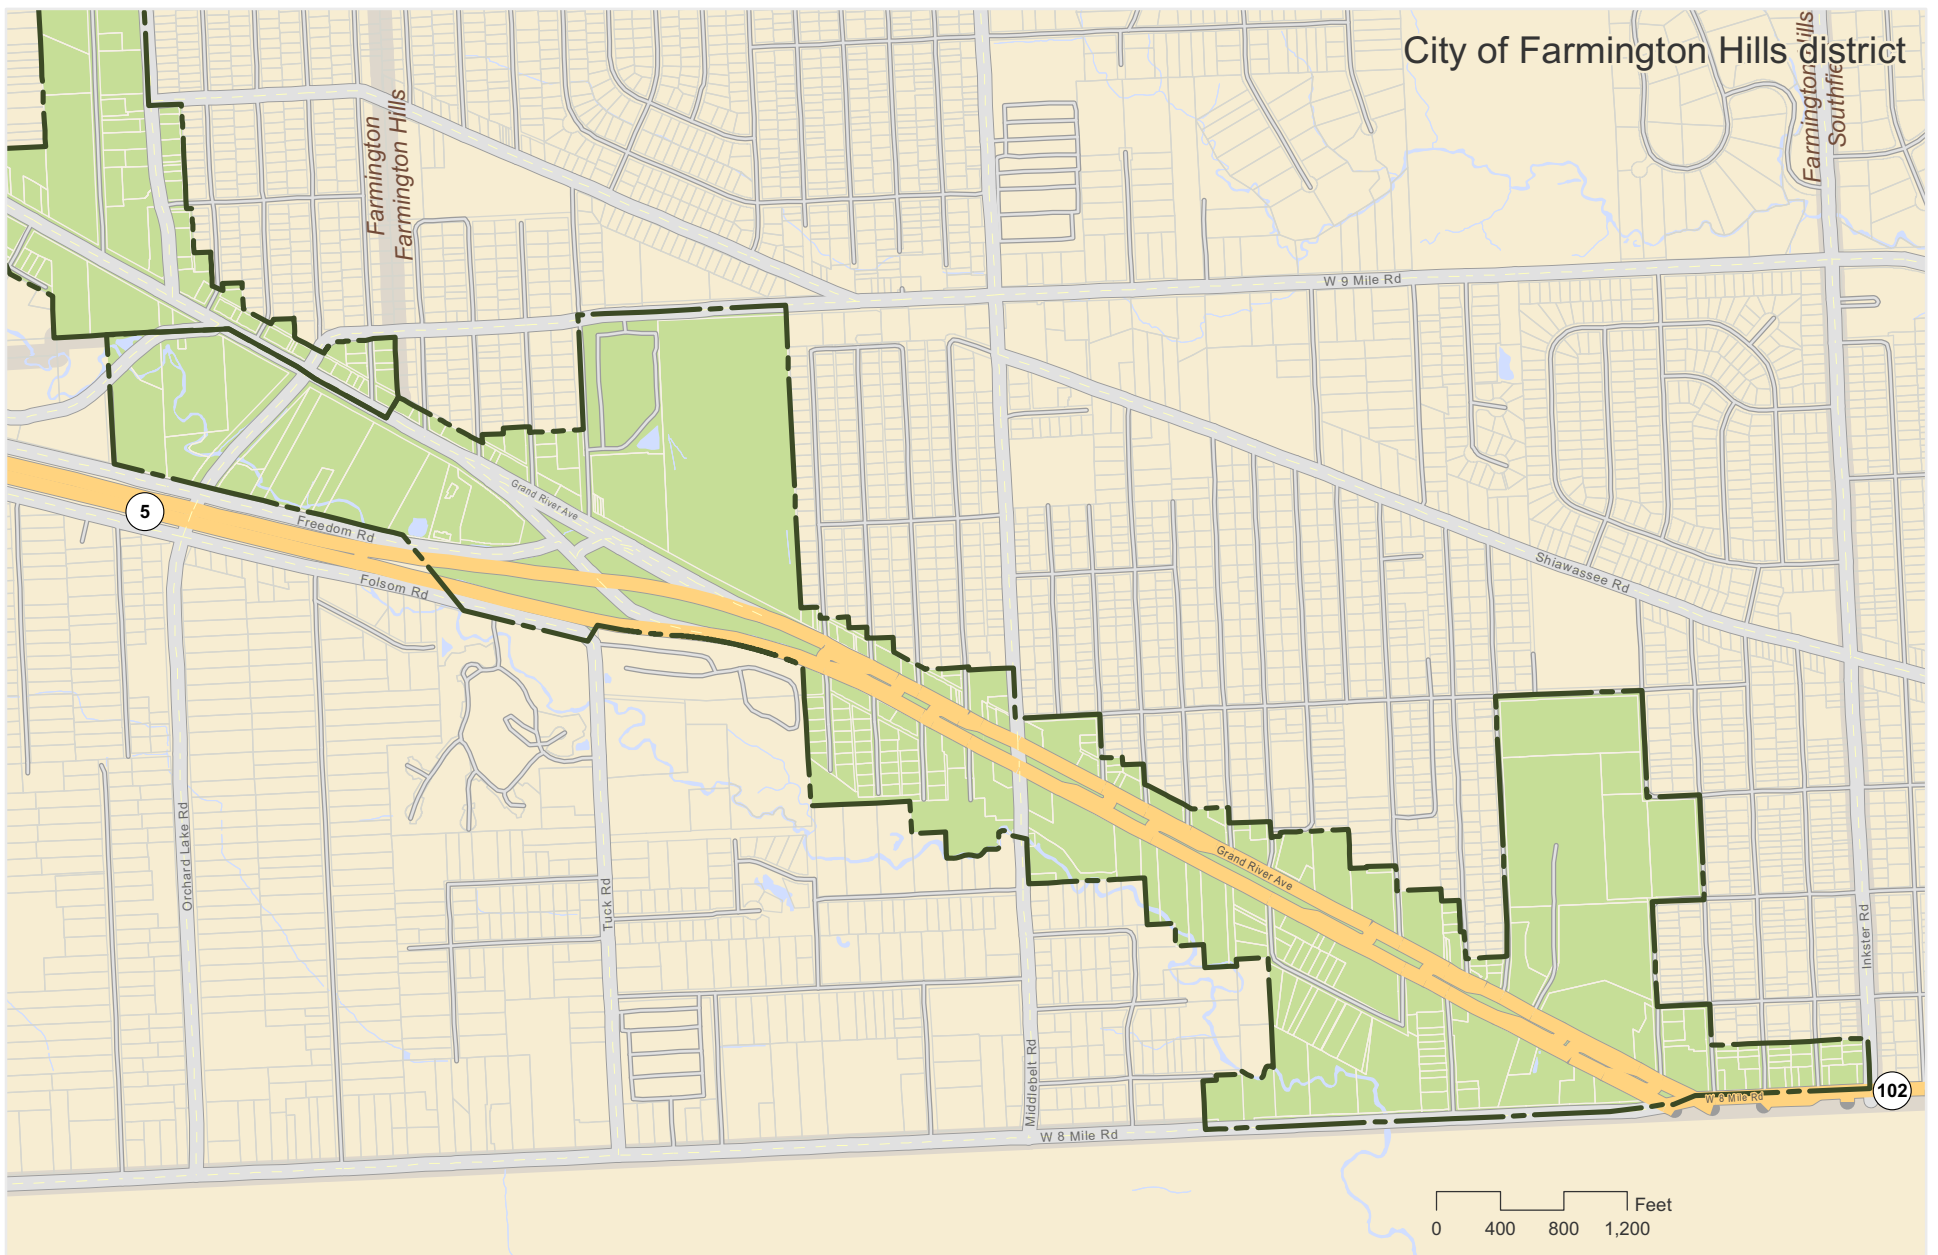 City of Farmington Hills district
Farmington
Farmington Hills
Farmington Hills
Southfield
W 9 Mile Rd
5
Grand River Ave
Freedom Rd
Folsom Rd
Shiawassee Rd
Orchard Lake Rd
Tuck Rd
Grand River Ave
Inkster Rd
Middlebelt Rd
W 8 Mile Rd
102
W 8 Mile Rd
Feet
0 400 800 1,200